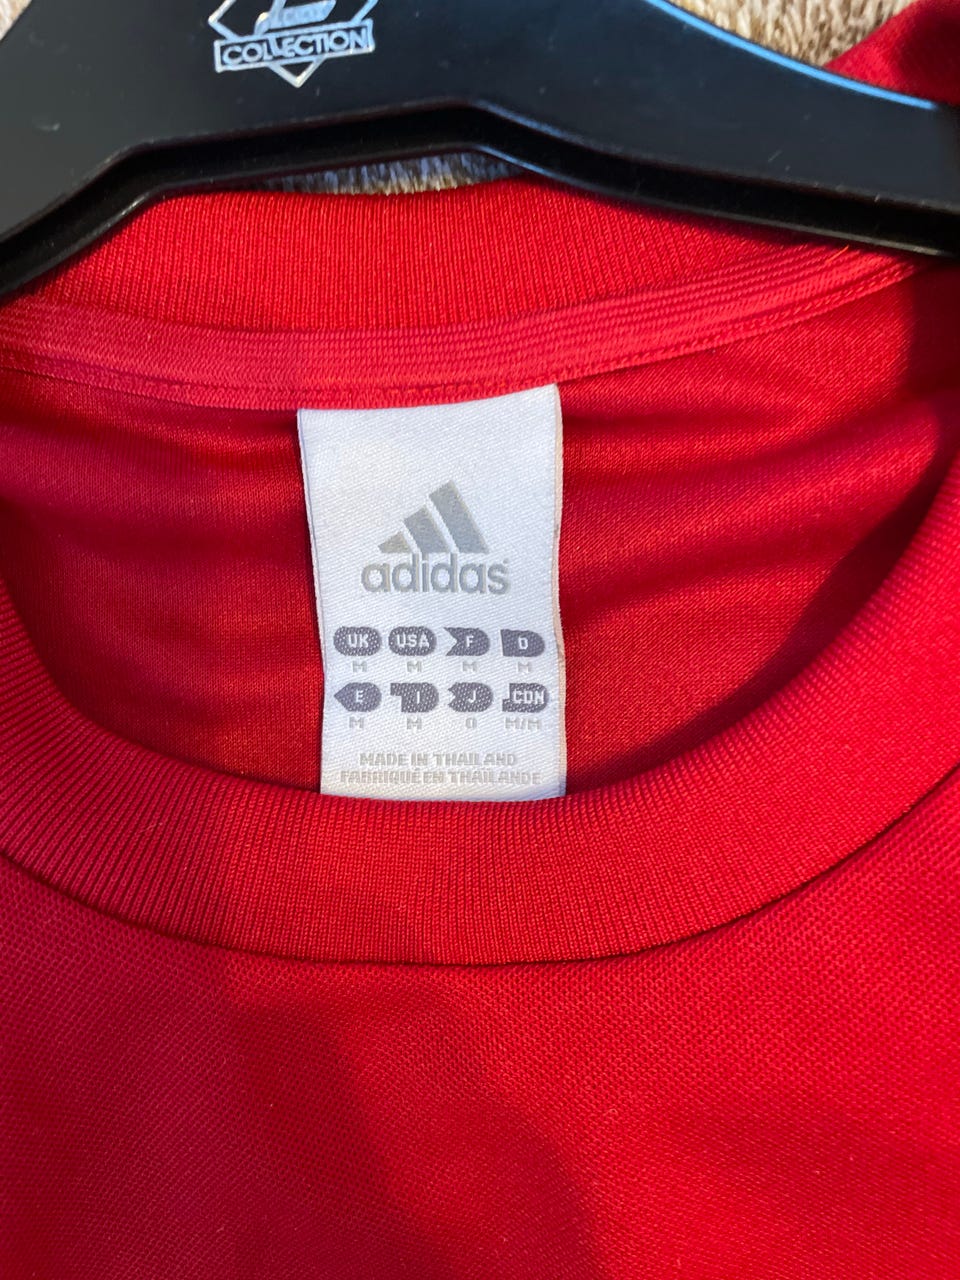 COLLECTION
adidas
UK USA F D
M M M M
E I J CDN
M M O M/M
MADE IN THAILAND
FABRIQUÉ EN THAILANDE